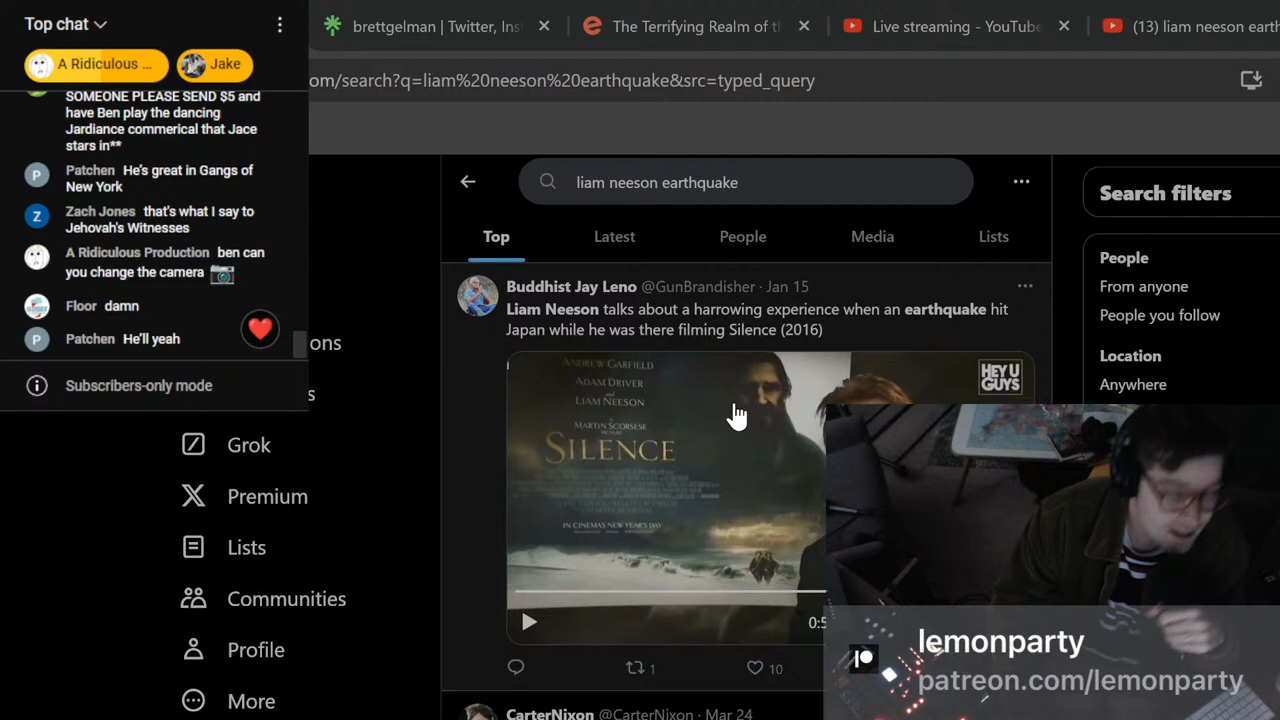 Top chat
A Ridiculous ...
Jake
SOMEONE PLEASE SEND $5 and
have Ben play the dancing
Jardiance commerical that Jace
stars in**
Patchen He's great in Gangs of
New York
Z
Zach Jones that's what I say to
Jehovah's Witnesses
A Ridiculous Production ben can
you change the camera
Floor damn
P
Patchen He'll yeah
Subscribers-only mode
brettgelman | Twitter, Ins
The Terrifying Realm of th
Live streaming - YouTube
(13) liam neeson earth
om/search?q=liam%20neeson%20earthquake&src=typed_query
liam neeson earthquake
Top
Latest
People
Media
Lists
Buddhist Jay Leno @GunBrandisher · Jan 15
Liam Neeson talks about a harrowing experience when an earthquake hit
Japan while he was there filming Silence (2016)
ANDREW GARFIELD
ADAM DRIVER
and
LIAM NEESON
A
MARTIN SCORSESE
PICTURE
SILENCE
IN CINEMAS NEW YEAR'S DAY
HEY U
GUYS
0:5
1
10
CarterNixon @CarterNixon · Mar 24
ons
s
Grok
Premium
Lists
Communities
Profile
More
Search filters
People
From anyone
People you follow
Location
Anywhere
lemonparty
patreon.com/lemonparty